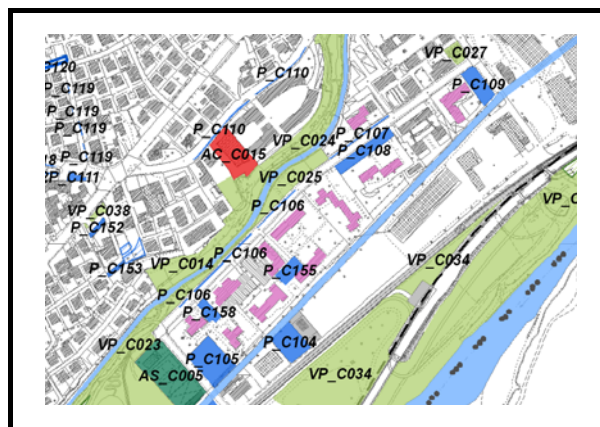 VP_C027
C120
P_C110
P_C109
P_C119
P_C119
P_C119
P_C110
P_C107
VP_C024
P_C108
AC_C015
P_C119
VP_C025
P_C111
P_C106
VP_C038
P_C152
P_C106
VP_C034
P_C153
VP_C014
P_C155
P_C106
P_C158
VP_C023
P_C105
P_C104
AS_C005
VP_C034